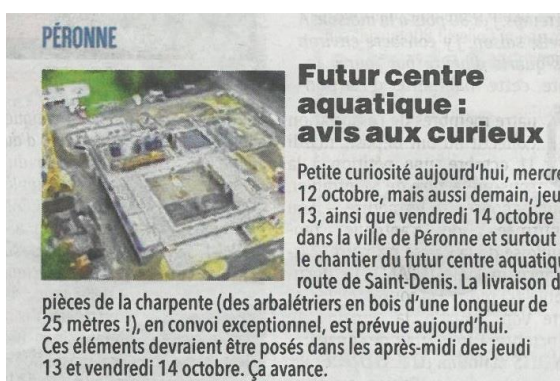 PÉRONNE
Futur centre
aquatique :
avis aux curieux
Petite curiosité aujourd'hui, mercre
12 octobre, mais aussi demain, jeu
13, ainsi que vendredi 14 octobre
dans la ville de Péronne et surtout
le chantier du futur centre aquatiqu
route de Saint-Denis. La livraison d
pièces de la charpente (des arbalétriers en bois d'une longueur de
25 mètres !), en convoi exceptionnel, est prévue aujourd'hui.
Ces éléments devraient être posés dans les après-midi des jeudi
13 et vendredi 14 octobre. Ça avance.